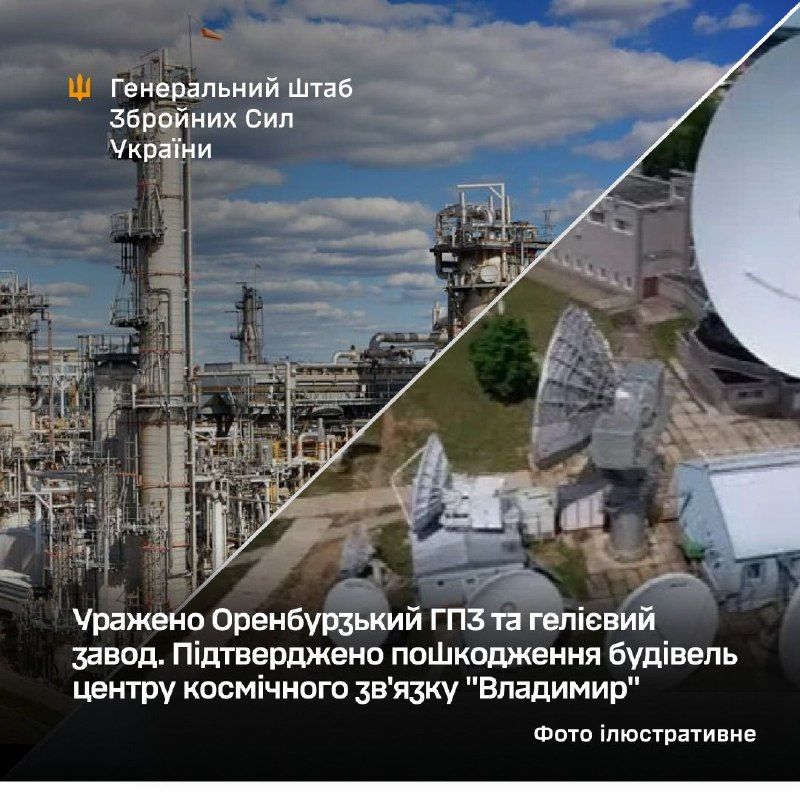 Генеральний штаб
Збройних Сил
України
Уражено Оренбурзький ГПЗ та гелієвий
завод. Підтверджено пошкодження будівель
центру космічного зв'язку "Владимир"
Фото ілюстративне